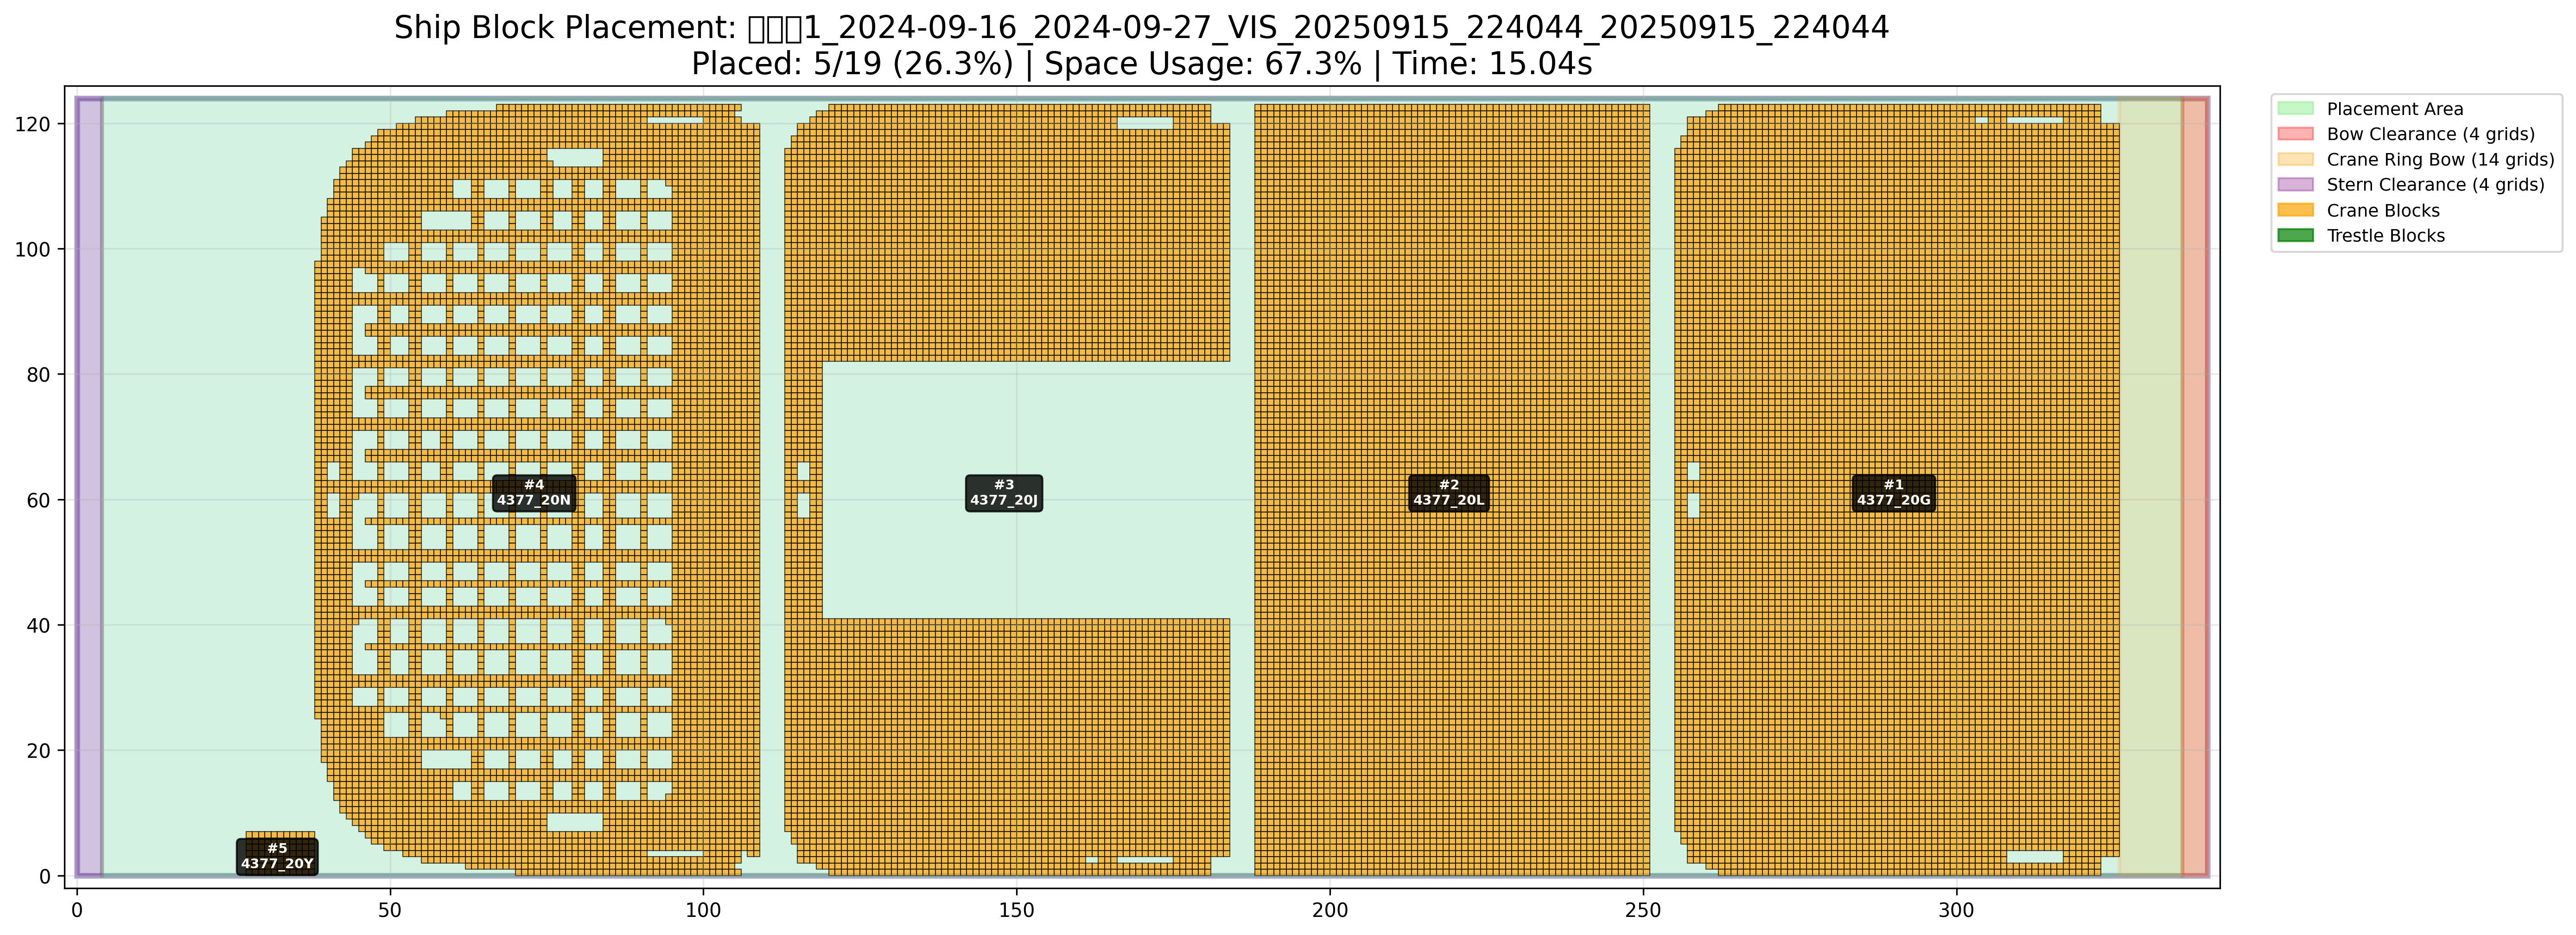 Ship Block Placement: □□□1_2024-09-16_2024-09-27_VIS_20250915_224044_20250915_224044
Placed: 5/19 (26.3%) | Space Usage: 67.3% | Time: 15.04s
Placement Area
Bow Clearance (4 grids)
Crane Ring Bow (14 grids)
Stern Clearance (4 grids)
Crane Blocks
Trestle Blocks
120
100
80
60
40
20
0
#4
4377_20N
#3
4377_20J
#2
4377_20L
#1
4377_20G
#5
4377_20Y
0
50
100
150
200
250
300